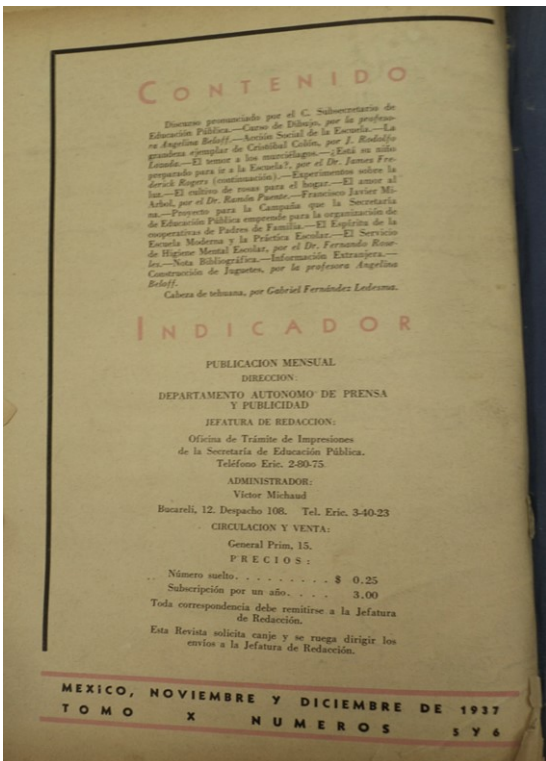 CONTENIDO
Discurso pronunciado por el C. Subsecretario de
Educación Pública.—Curso de Dibujo, por la profeso-
ra Angelina Beloff.—Acción Social de la Escuela.—La
grandeza ejemplar de Cristóbal Colón, por J. Rodolfo
Lozada.—El temor a los murciélagos.—¿Está su niño
preparado para ir a la Escuela?, por el Dr. James Fre-
derick Rogers (continuación).—Experimentos sobre la
luz.—El cultivo de rosas para el hogar.—El amor al
Arbol, por el Dr. Ramón Puente.—Francisco Javier Mi-
na.—Proyecto para la Campaña que la Secretaría
de Educación Pública emprende para la organización de
cooperativas de Padres de Familia.—El Espíritu de la
Escuela Moderna y la Práctica Escolar.—El Servicio
de Higiene Mental Escolar, por el Dr. Fernando Rosa-
les.—Nota Bibliográfica.—Información Extranjera.—
Construcción de Juguetes, por la profesora Angelina
Beloff.
Cabeza de tehuana, por Gabriel Fernández Ledesma.
INDICADOR
PUBLICACION MENSUAL
DIRECCION:
DEPARTAMENTO AUTONOMO DE PRENSA
Y PUBLICIDAD
JEFATURA DE REDACCION:
Oficina de Trámite de Impresiones
de la Secretaría de Educación Pública.
Teléfono Eric. 2-80-75
ADMINISTRADOR:
Víctor Michaud
Bucareli, 12. Despacho 108. Tel. Eric. 3-40-23
CIRCULACION Y VENTA:
General Prim, 15.
PRECIOS:
Número suelto. . . . . . . . . $ 0.25
Subscripción por un año. . . . 3.00
Toda correspondencia debe remitirse a la Jefatura
de Redacción.
Esta Revista solicita canje y se ruega dirigir los
envíos a la Jefatura de Redacción.
MEXICO, NOVIEMBRE Y DICIEMBRE DE 1937
TOMO X NUMEROS 5 Y 6